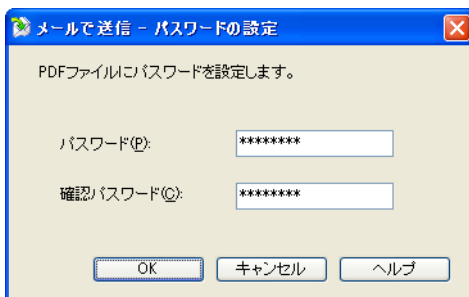 メールで送信 - パスワードの設定
PDFファイルにパスワードを設定します。
パスワード(P): ********
確認パスワード(C): ********
OK キャンセル ヘルプ